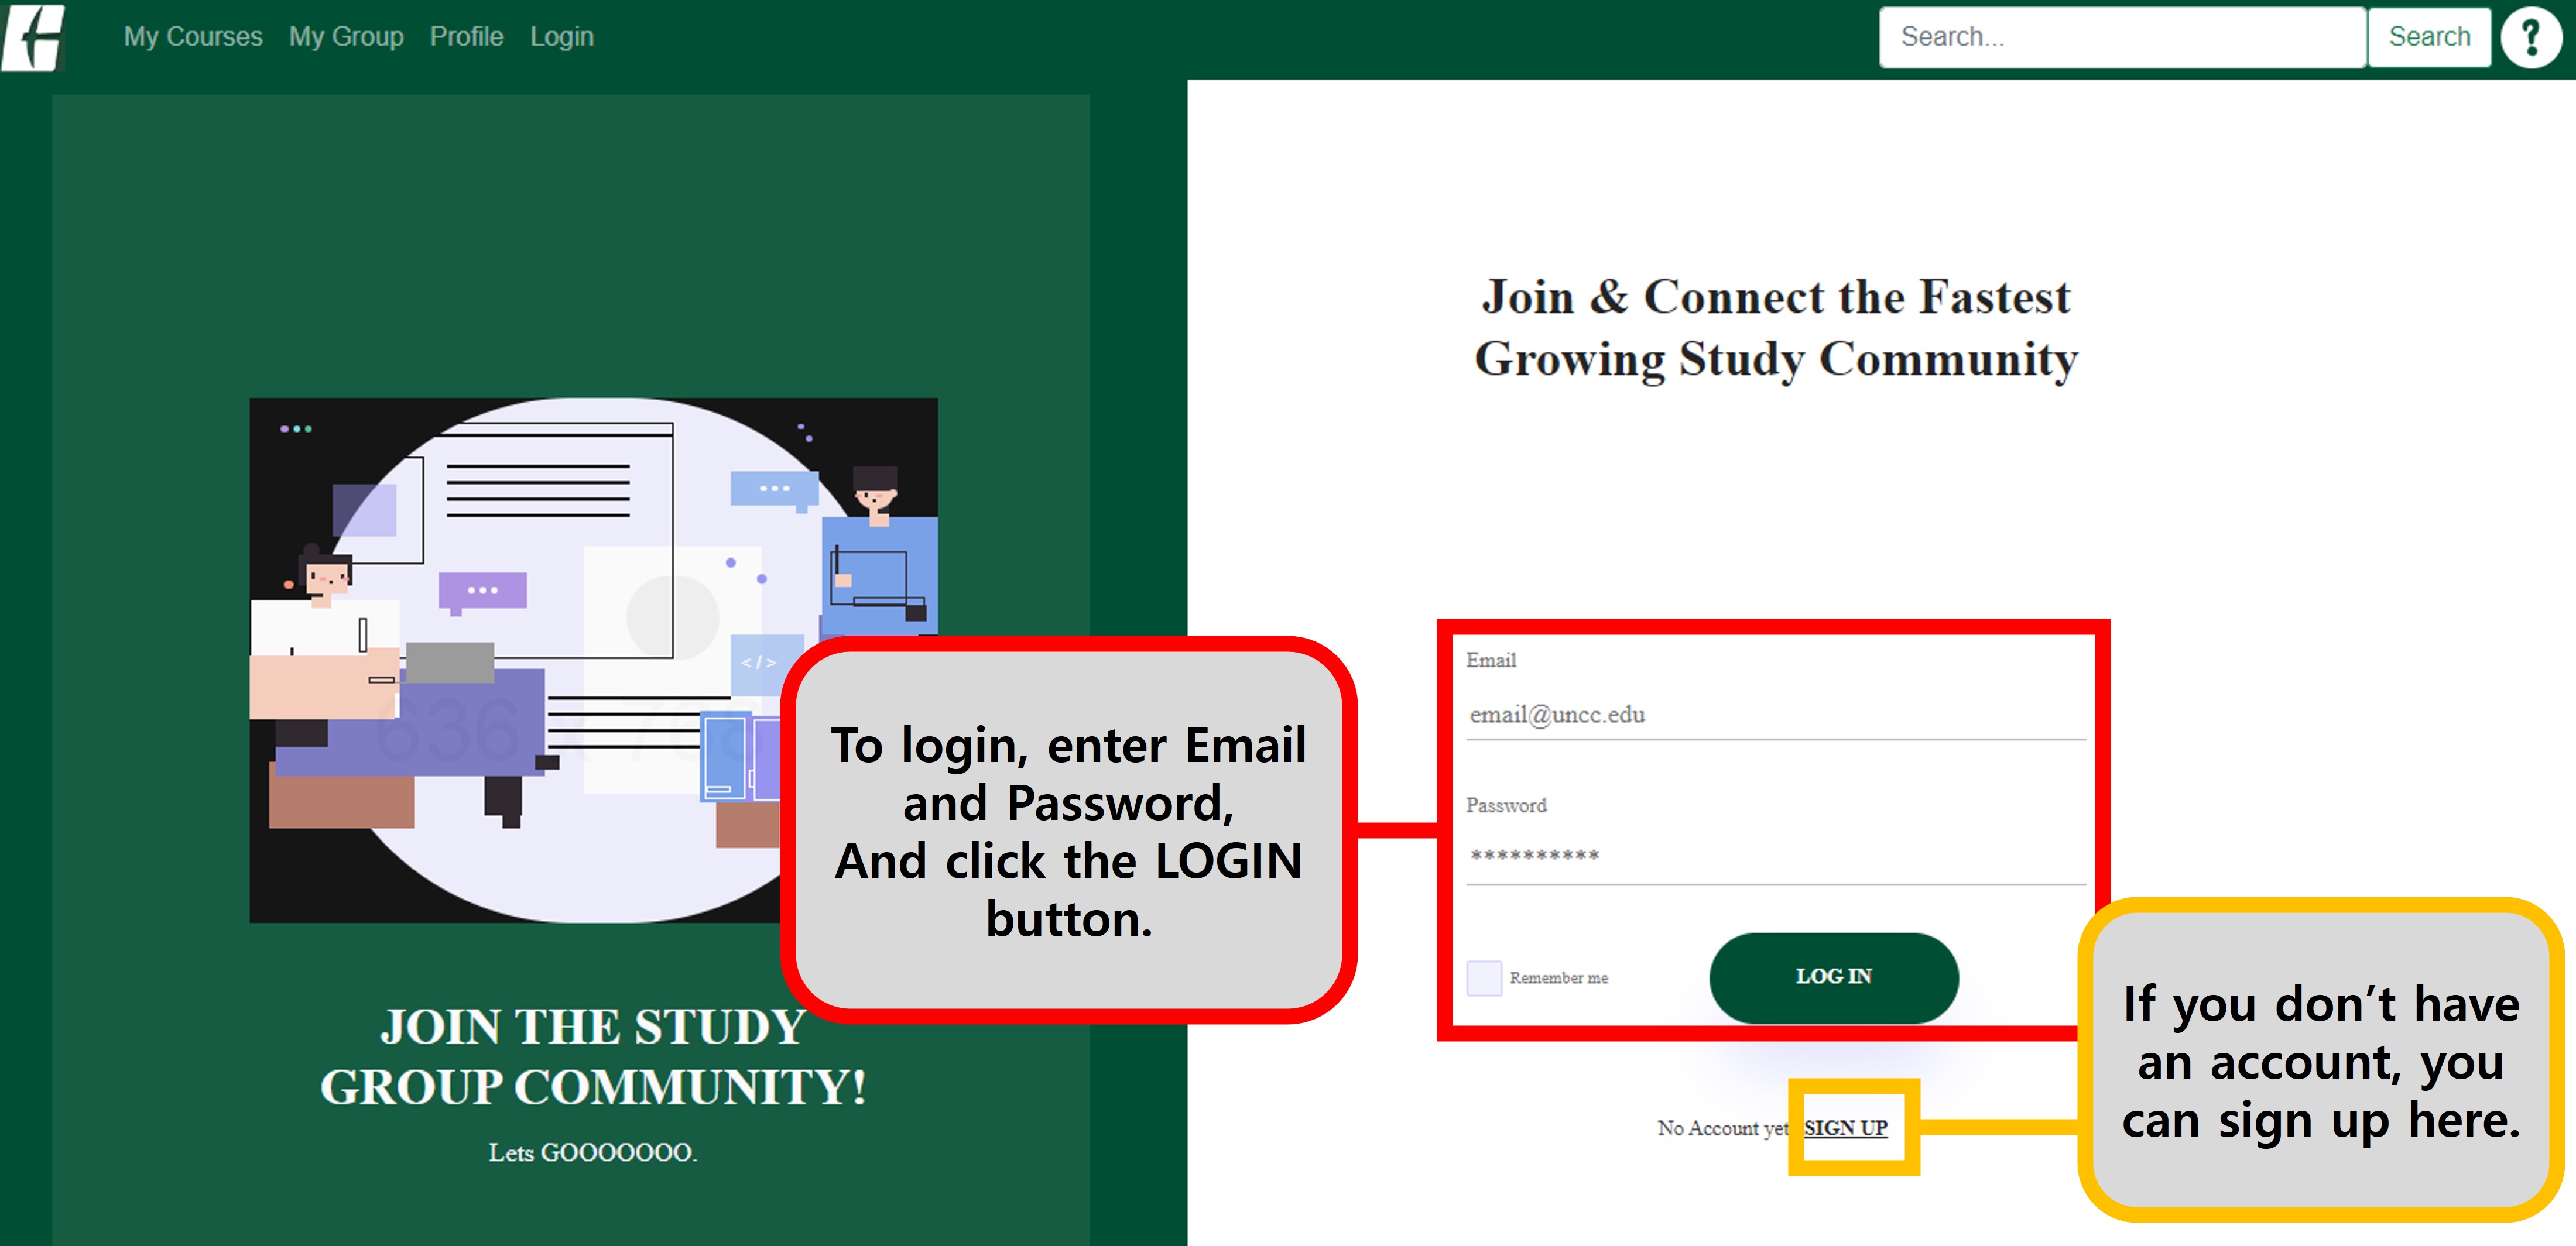 My Courses My Group Profile Login
Search... Search ?
Join & Connect the Fastest
Growing Study Community
</>
636 x
To login, enter Email
and Password,
And click the LOGIN
button.
JOIN THE STUDY
GROUP COMMUNITY!
Lets GOOOOOOO.
Email
email@uncc.edu
Password
**********
Remember me
LOG IN
No Account yet
SIGN UP
If you don’t have
an account, you
can sign up here.